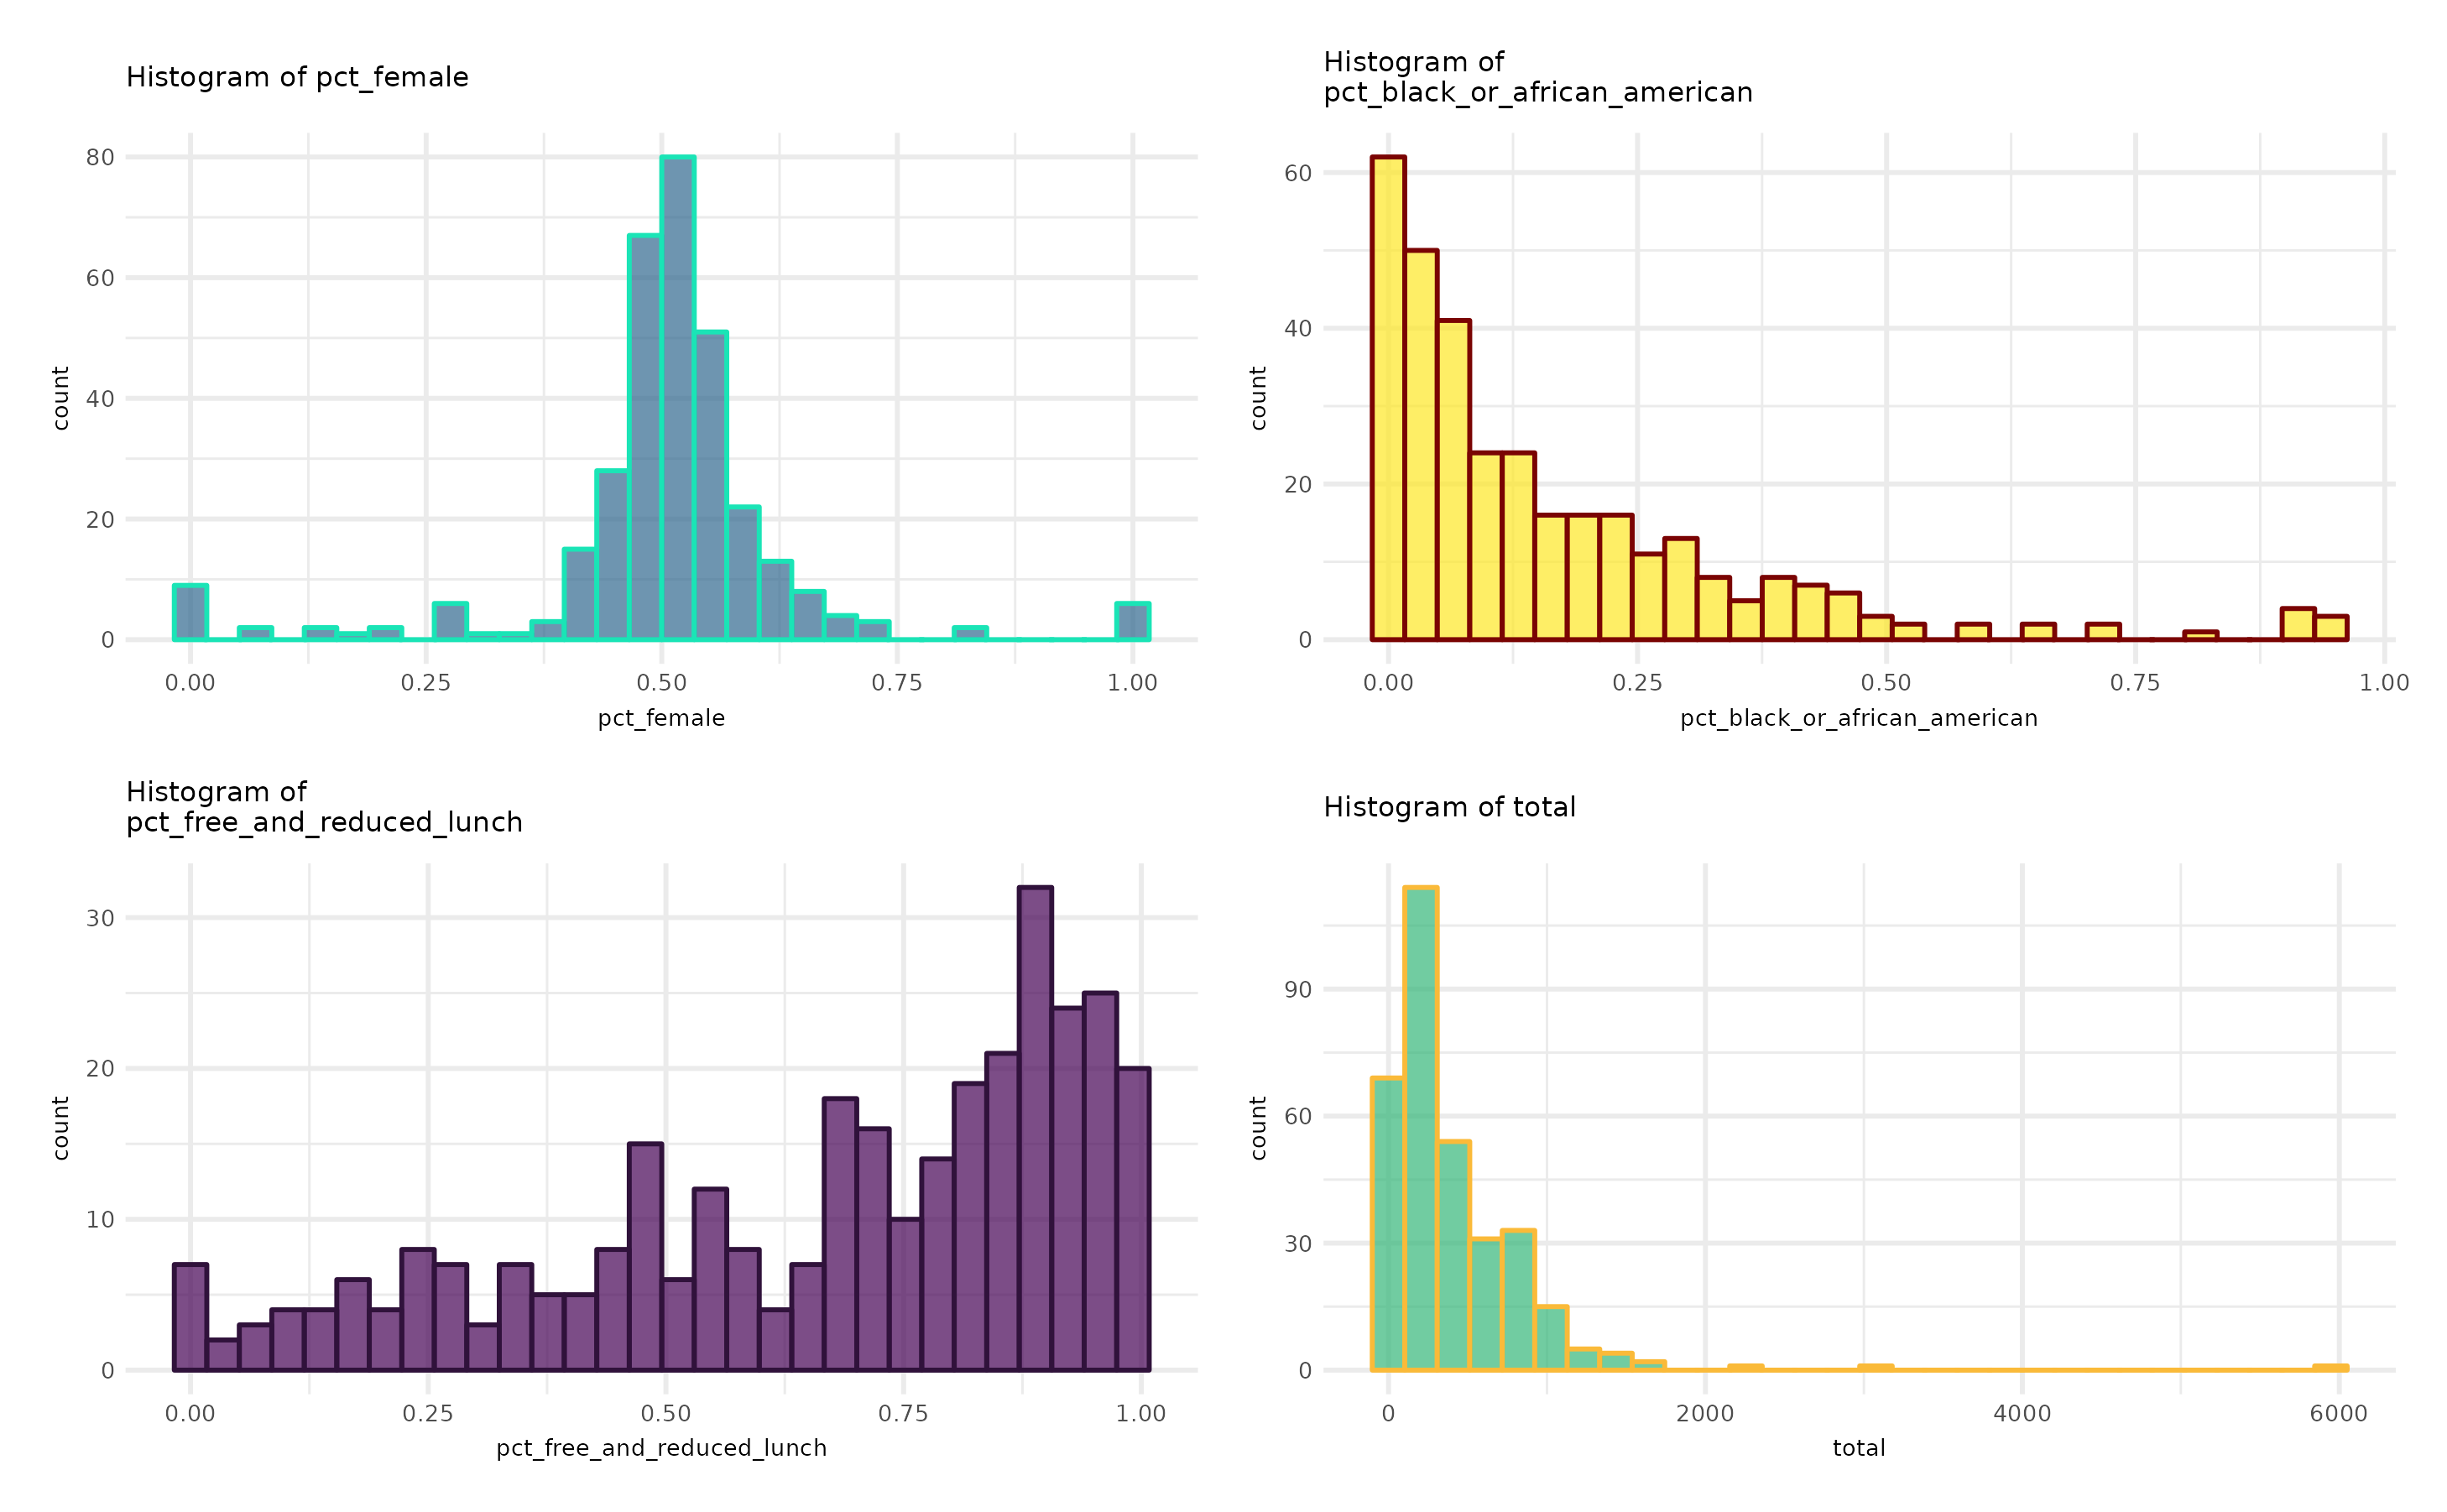 Histogram of pct_female
80
60
40
20
0
count
0.00 0.25 0.50 0.75 1.00
pct_female
Histogram of
pct_black_or_african_american
60
40
20
0
count
0.00 0.25 0.50 0.75 1.00
pct_black_or_african_american
Histogram of
pct_free_and_reduced_lunch
30
20
10
0
count
0.00 0.25 0.50 0.75 1.00
pct_free_and_reduced_lunch
Histogram of total
90
60
30
0
count
0 2000 4000 6000
total